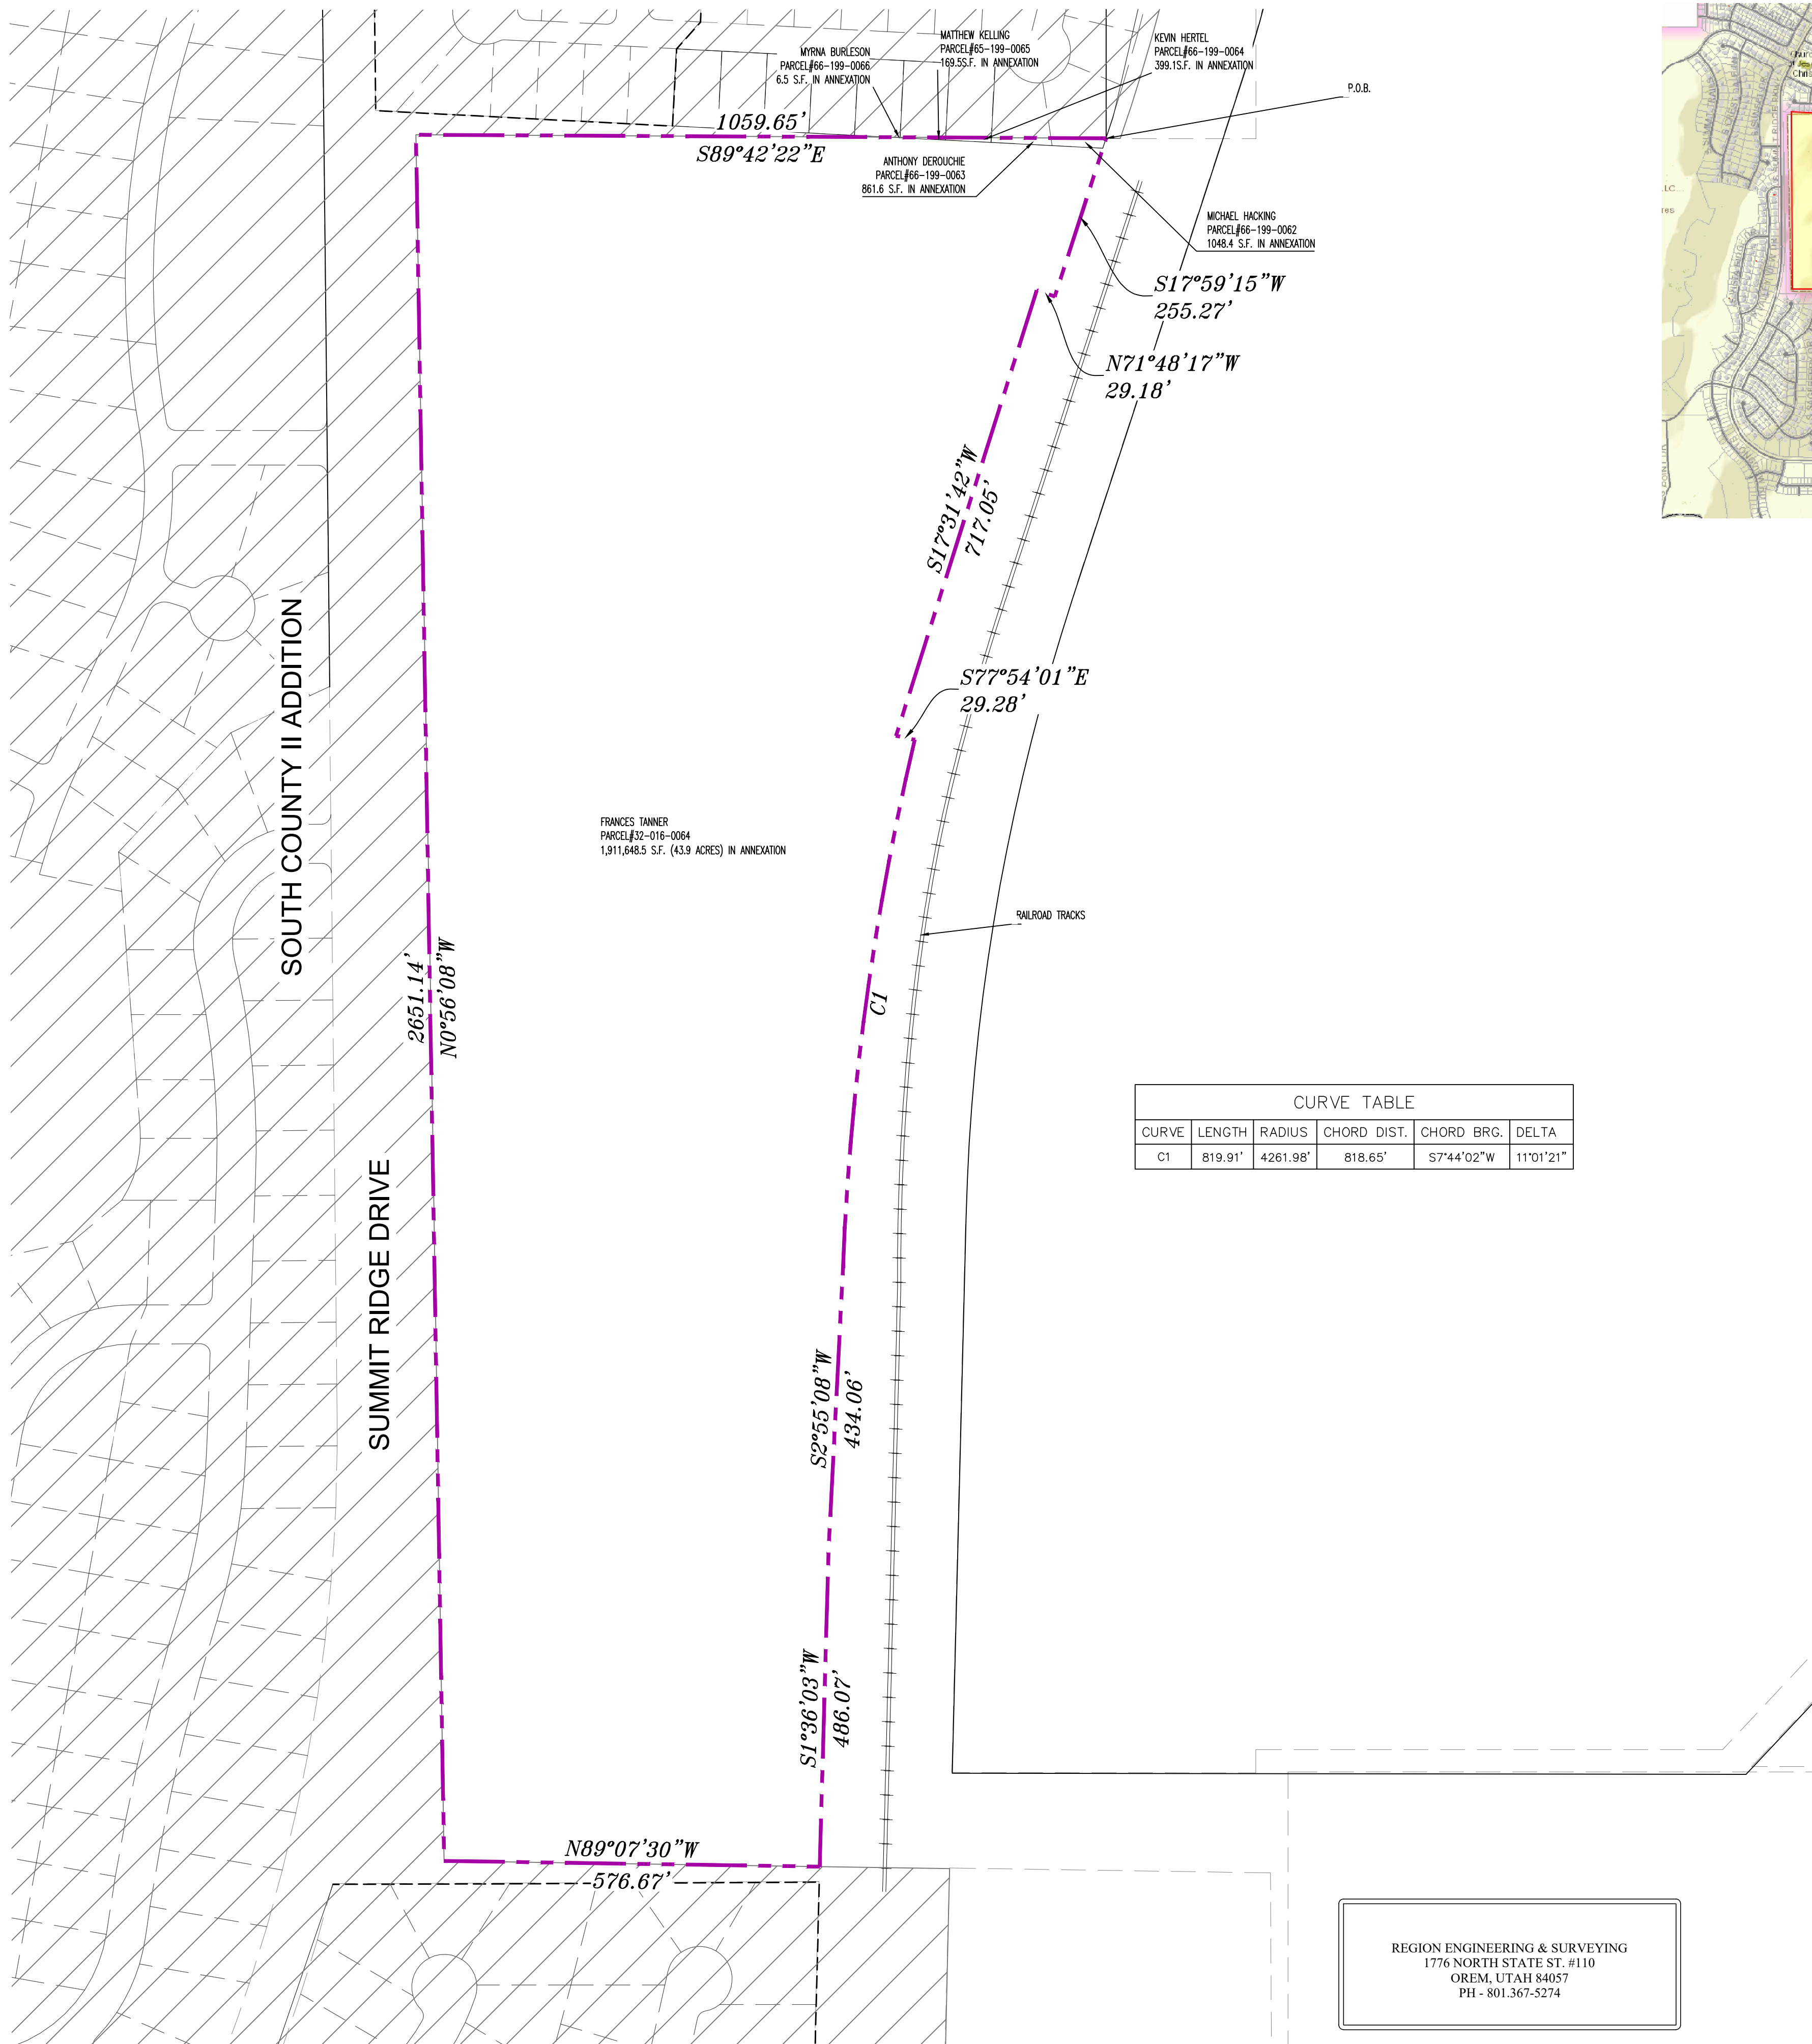 MYRNA BURLESON
PARCEL#66-199-0066
6.5 S.F. IN ANNEXATION
MATTHEW KELLING
PARCEL#65-199-0065
169.5S.F. IN ANNEXATION
KEVIN HERTEL
PARCEL#66-199-0064
399.1S.F. IN ANNEXATION
P.O.B.
1059.65'
S89°42'22"E
ANTHONY DEROUCHIE
PARCEL#66-199-0063
861.6 S.F. IN ANNEXATION
MICHAEL HACKING
PARCEL#66-199-0062
1048.4 S.F. IN ANNEXATION
S17°59'15"W
255.27'
N71°48'17"W
29.18'
S17°31'42"W
717.05'
S77°54'01"E
29.28'
SOUTH COUNTY II ADDITION
FRANCES TANNER
PARCEL#32-016-0064
1,911,648.5 S.F. (43.9 ACRES) IN ANNEXATION
RAILROAD TRACKS
2651.14'
N0°56'08"W
C1
CURVE TABLE
CURVE LENGTH RADIUS CHORD DIST. CHORD BRG. DELTA
C1 819.91' 4261.98' 818.65' S7°44'02"W 11°01'21"
SUMMIT RIDGE DRIVE
S2°55'08"W
434.06'
S1°36'03"W
486.07'
N89°07'30"W
576.67'
REGION ENGINEERING & SURVEYING
1776 NORTH STATE ST. #110
OREM, UTAH 84057
PH - 801.367-5274